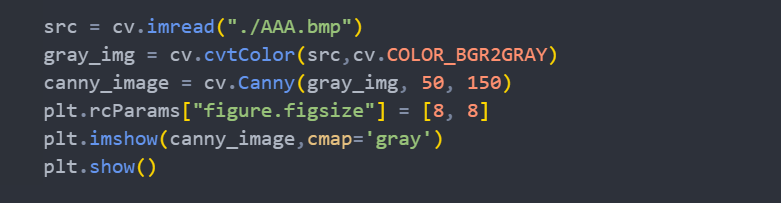 src = cv.imread("./AAA.bmp")
gray_img = cv.cvtColor(src,cv.COLOR_BGR2GRAY)
canny_image = cv.Canny(gray_img, 50, 150)
plt.rcParams["figure.figsize"] = [8, 8]
plt.imshow(canny_image,cmap='gray')
plt.show()